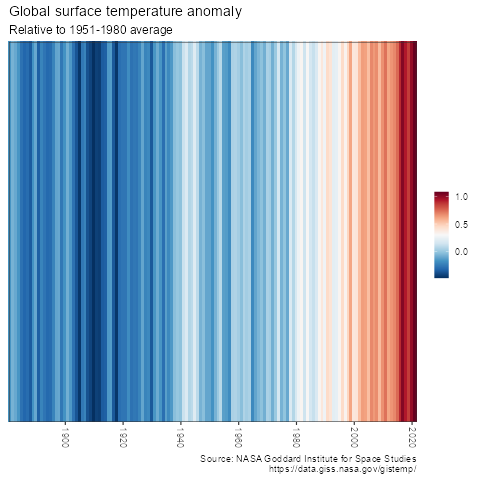 Global surface temperature anomaly
Relative to 1951-1980 average
1.0
0.5
0.0
1900
1920
1940
1960
1980
2000
2020
Source: NASA Goddard Institute for Space Studies
https://data.giss.nasa.gov/gistemp/